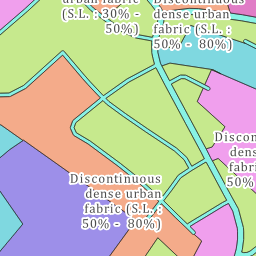 urban fabric
(S.L. : 30% -
50%)
Discontinuous
dense urban
fabric (S.L. :
50% -  80%)
Discon
dens
fabri
50%
Discontinuous
dense urban
fabric (S.L. :
50% -  80%)